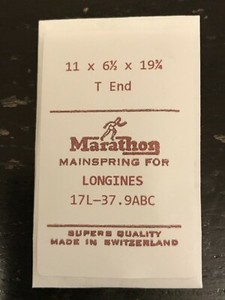 11 x 6½ x 19¾
T End
Marathon
MAINSPRING FOR
LONGINES
17L—37.9ABC
SUPERB QUALITY
MADE IN SWITZERLAND